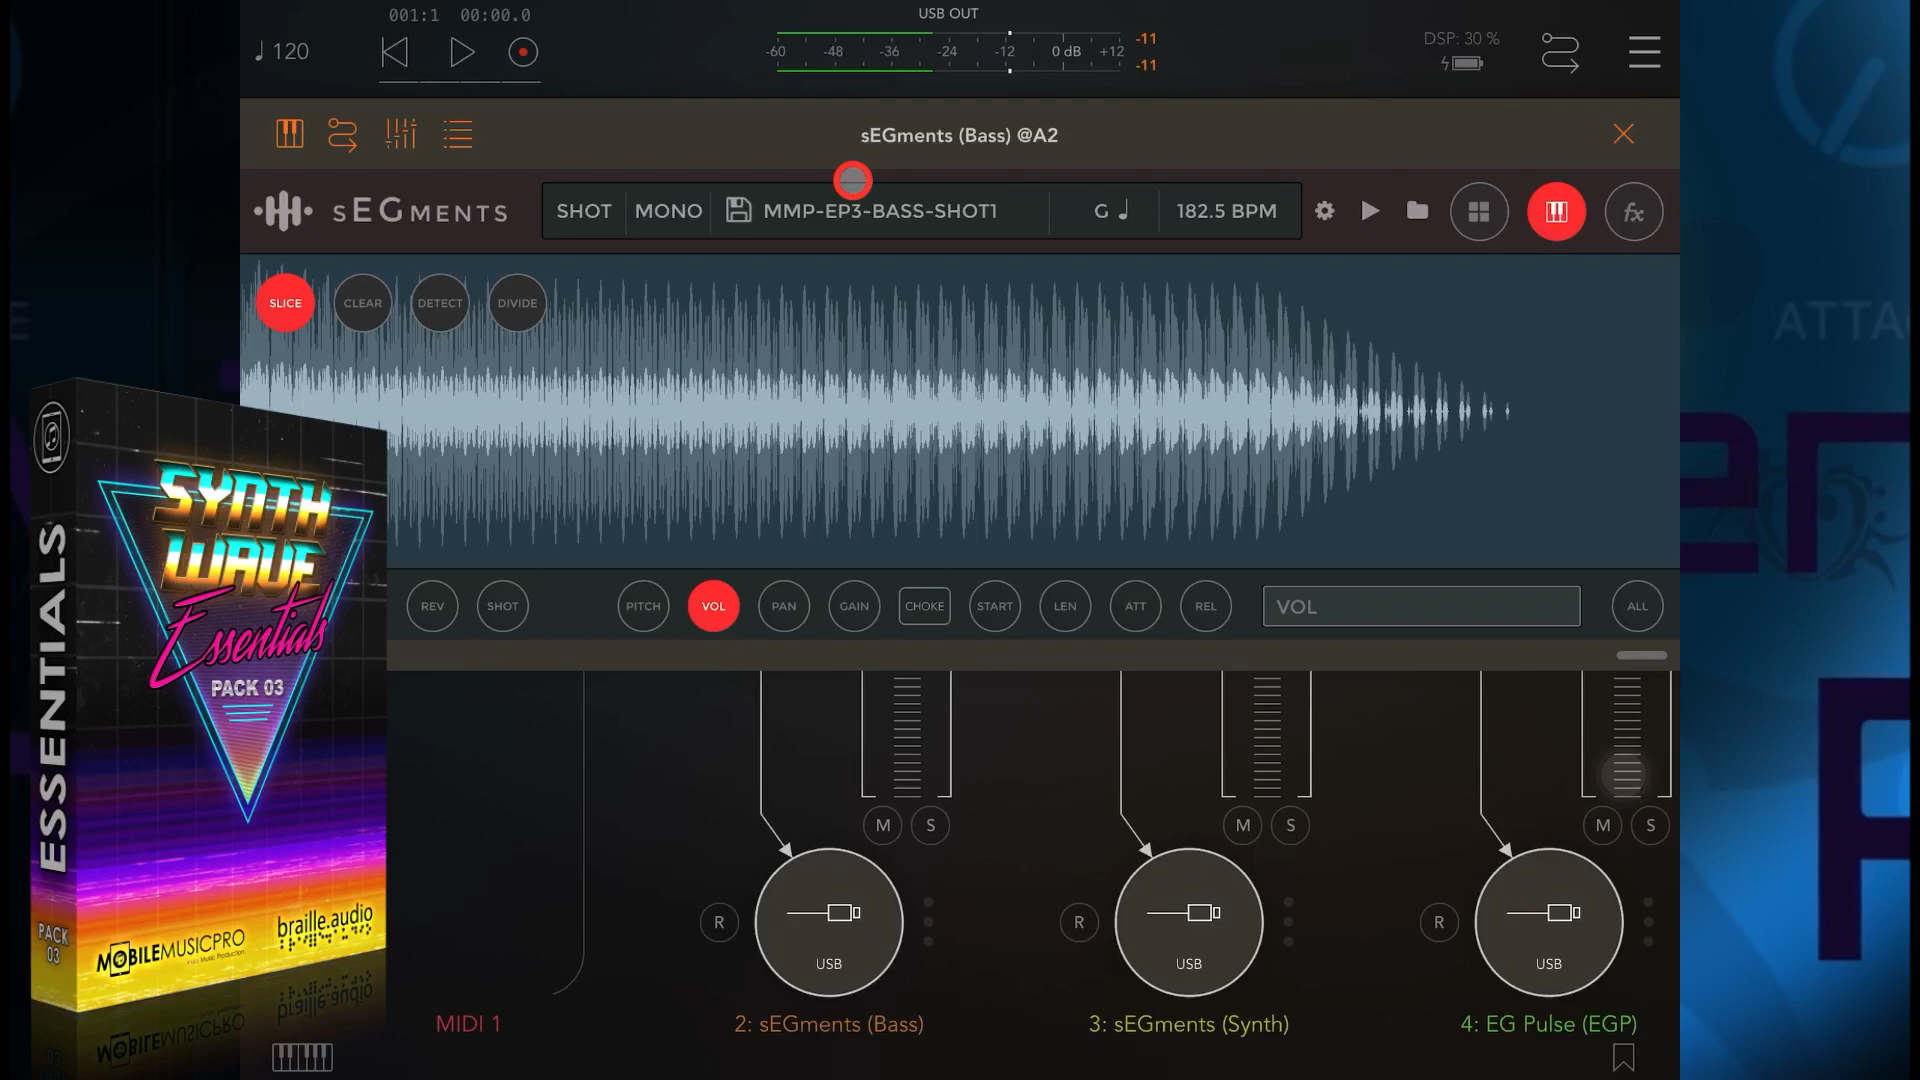 001:1 00:00.0
USB OUT
120
-60 -48 -36 -24 -12 0 dB +12
-11
-11
DSP: 30 %
sEGments (Bass) @A2
sEGMENTS
SHOT MONO MMP-EP3-BASS-SHOT1 G 182.5 BPM
fx
SLICE CLEAR DETECT DIVIDE
ATTA
REV SHOT PITCH VOL PAN GAIN CHOKE START LEN ATT REL VOL ALL
SYNTH
WAVE
Essentials
PACK 03
ESSENTIALS
PACK
03
MOBILEMUSICPRO
braille.audio
M S
M S
M S
R USB
R USB
R USB
MIDI 1
2: sEGments (Bass)
3: sEGments (Synth)
4: EG Pulse (EGP)